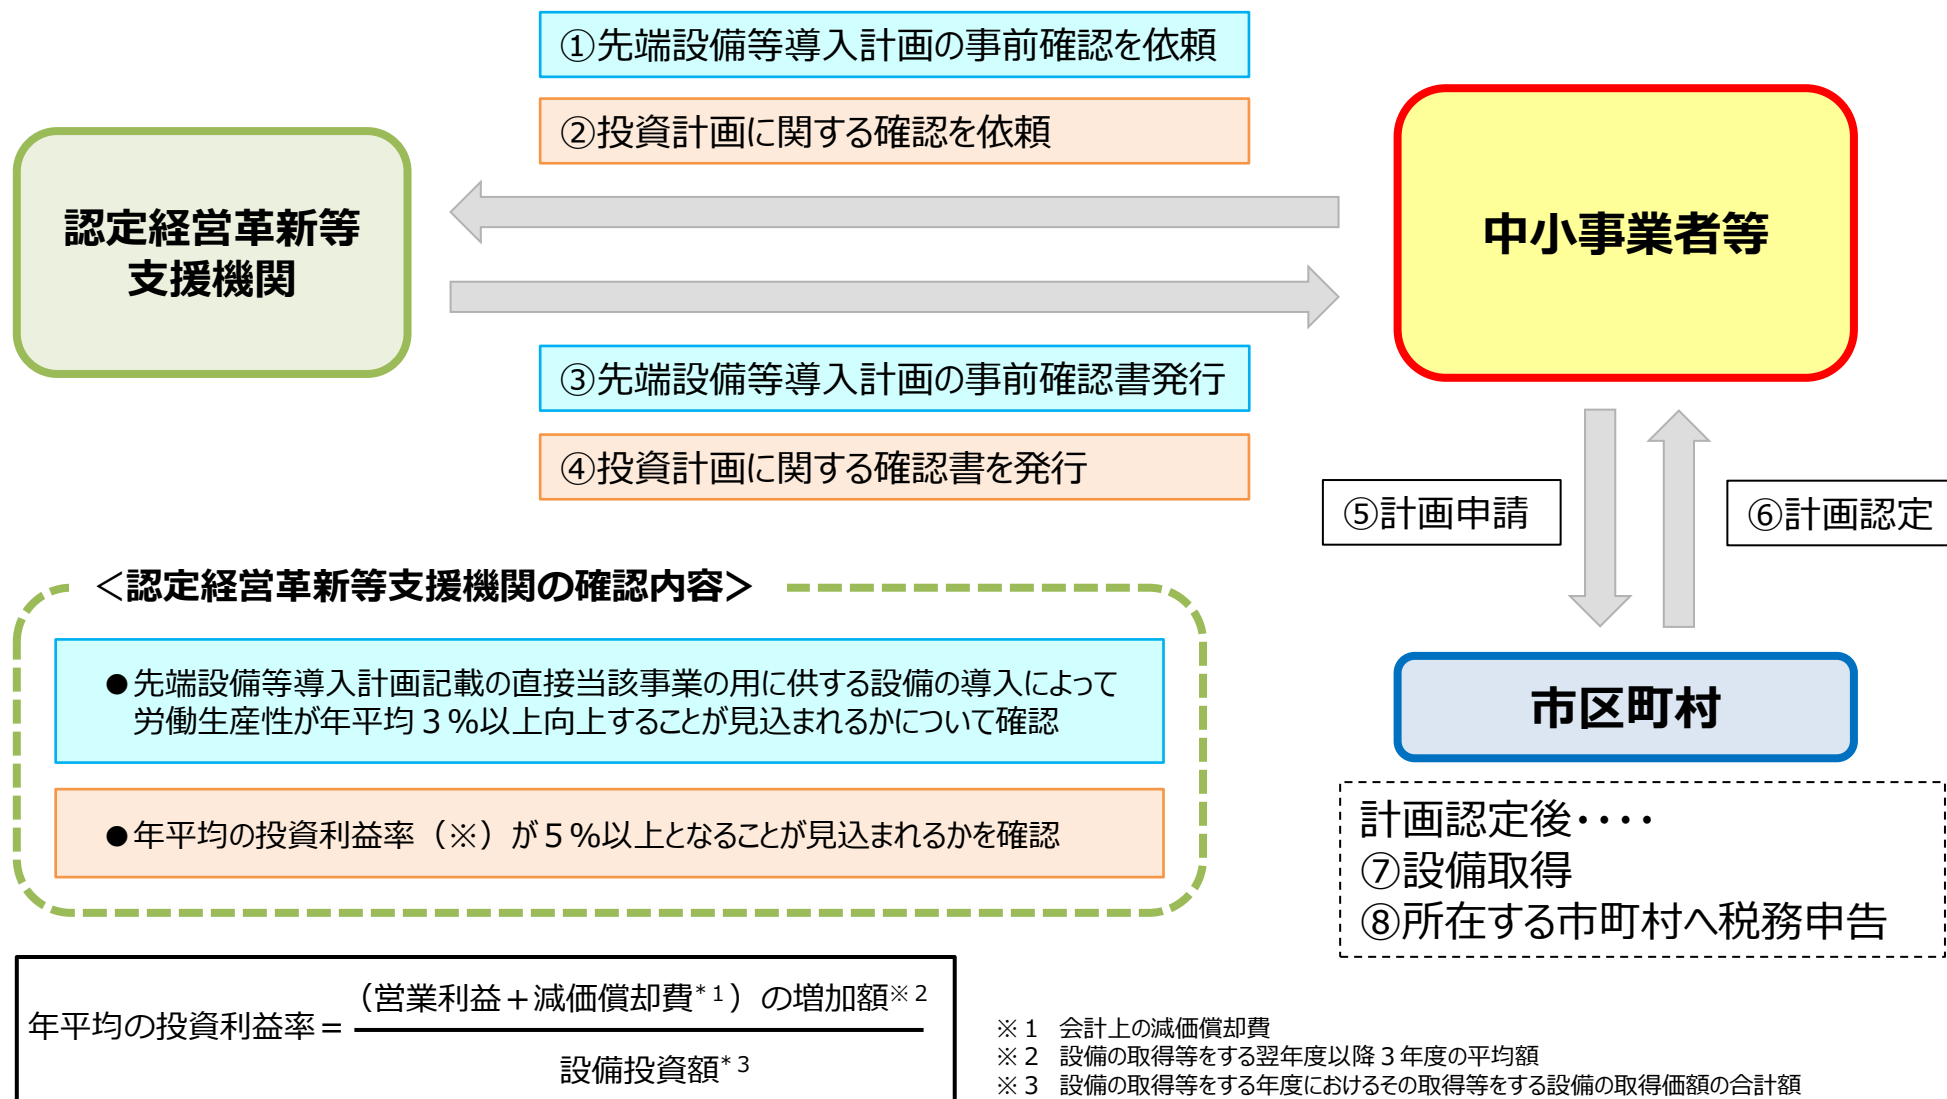 ①先端設備等導入計画の事前確認を依頼
②投資計画に関する確認を依頼
認定経営革新等
支援機関
中小事業者等
③先端設備等導入計画の事前確認書発行
④投資計画に関する確認書を発行
⑤計画申請
⑥計画認定
＜認定経営革新等支援機関の確認内容＞
●先端設備等導入計画記載の直接当該事業の用に供する設備の導入によって
労働生産性が年平均３％以上向上することが見込まれるかについて確認
●年平均の投資利益率（※）が５％以上となることが見込まれるかを確認
市区町村
計画認定後・・・・
⑦設備取得
⑧所在する市町村へ税務申告
（営業利益＋減価償却費*1）の増加額※2
年平均の投資利益率＝
設備投資額*3
※１　会計上の減価償却費
※２　設備の取得等をする翌年度以降３年度の平均額
※３　設備の取得等をする年度におけるその取得等をする設備の取得価額の合計額